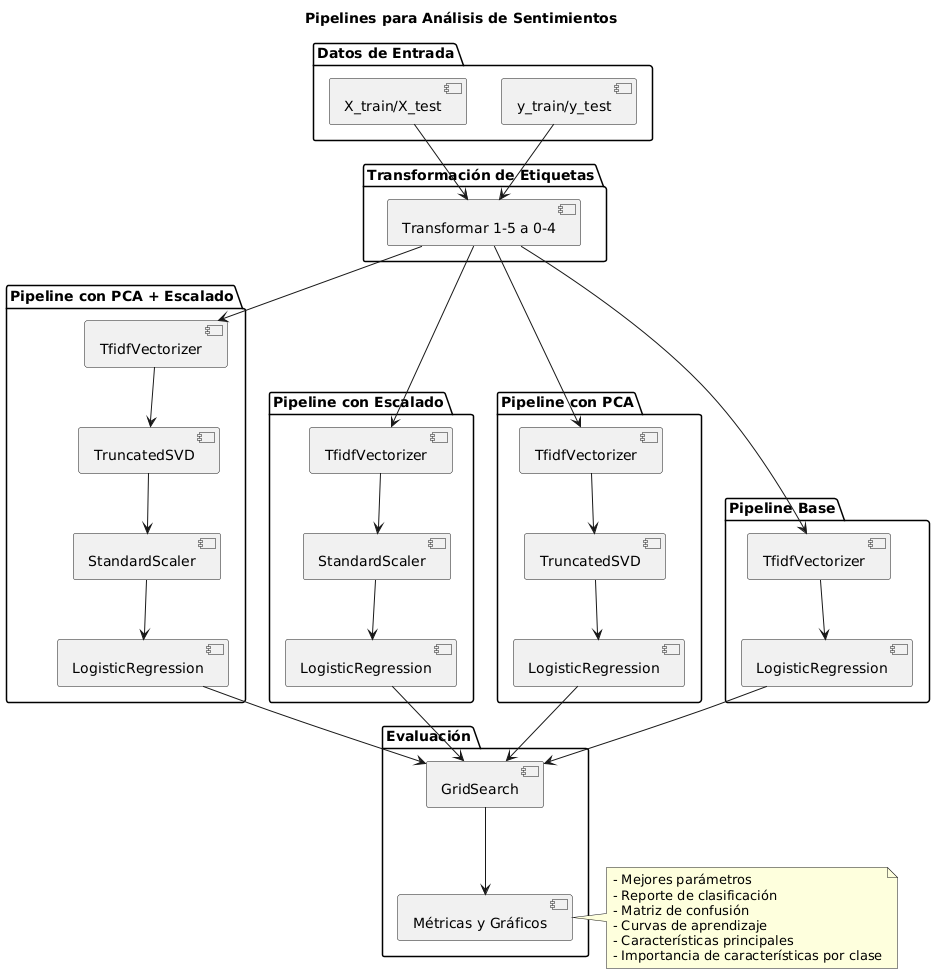 Pipelines para Análisis de Sentimientos
Datos de Entrada
X_train/X_test
y_train/y_test
Transformación de Etiquetas
Transformar 1-5 a 0-4
Pipeline con PCA + Escalado
TfidfVectorizer
TruncatedSVD
StandardScaler
LogisticRegression
Pipeline con Escalado
TfidfVectorizer
StandardScaler
LogisticRegression
Pipeline con PCA
TfidfVectorizer
TruncatedSVD
LogisticRegression
Pipeline Base
TfidfVectorizer
LogisticRegression
Evaluación
GridSearch
Métricas y Gráficos
- Mejores parámetros
- Reporte de clasificación
- Matriz de confusión
- Curvas de aprendizaje
- Características principales
- Importancia de características por clase